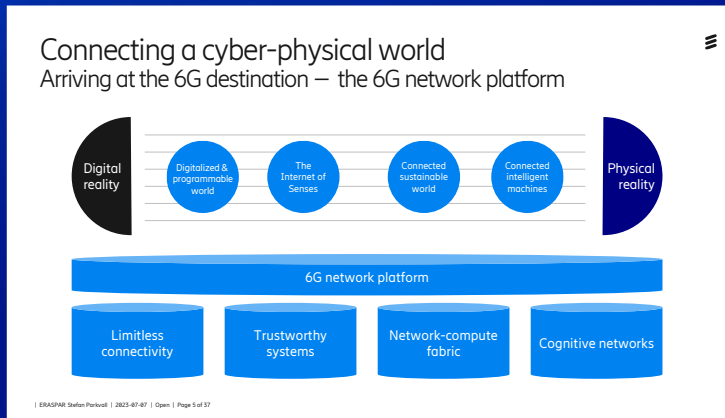 Connecting a cyber-physical world
Arriving at the 6G destination – the 6G network platform
Digital
reality
Digitalized &
programmable
world
The
Internet of
Senses
Connected
sustainable
world
Connected
intelligent
machines
Physical
reality
6G network platform
Limitless
connectivity
Trustworthy
systems
Network-compute
fabric
Cognitive networks
| ERASPAR Stefan Parkvall | 2023-07-07 | Open | Page 5 of 37